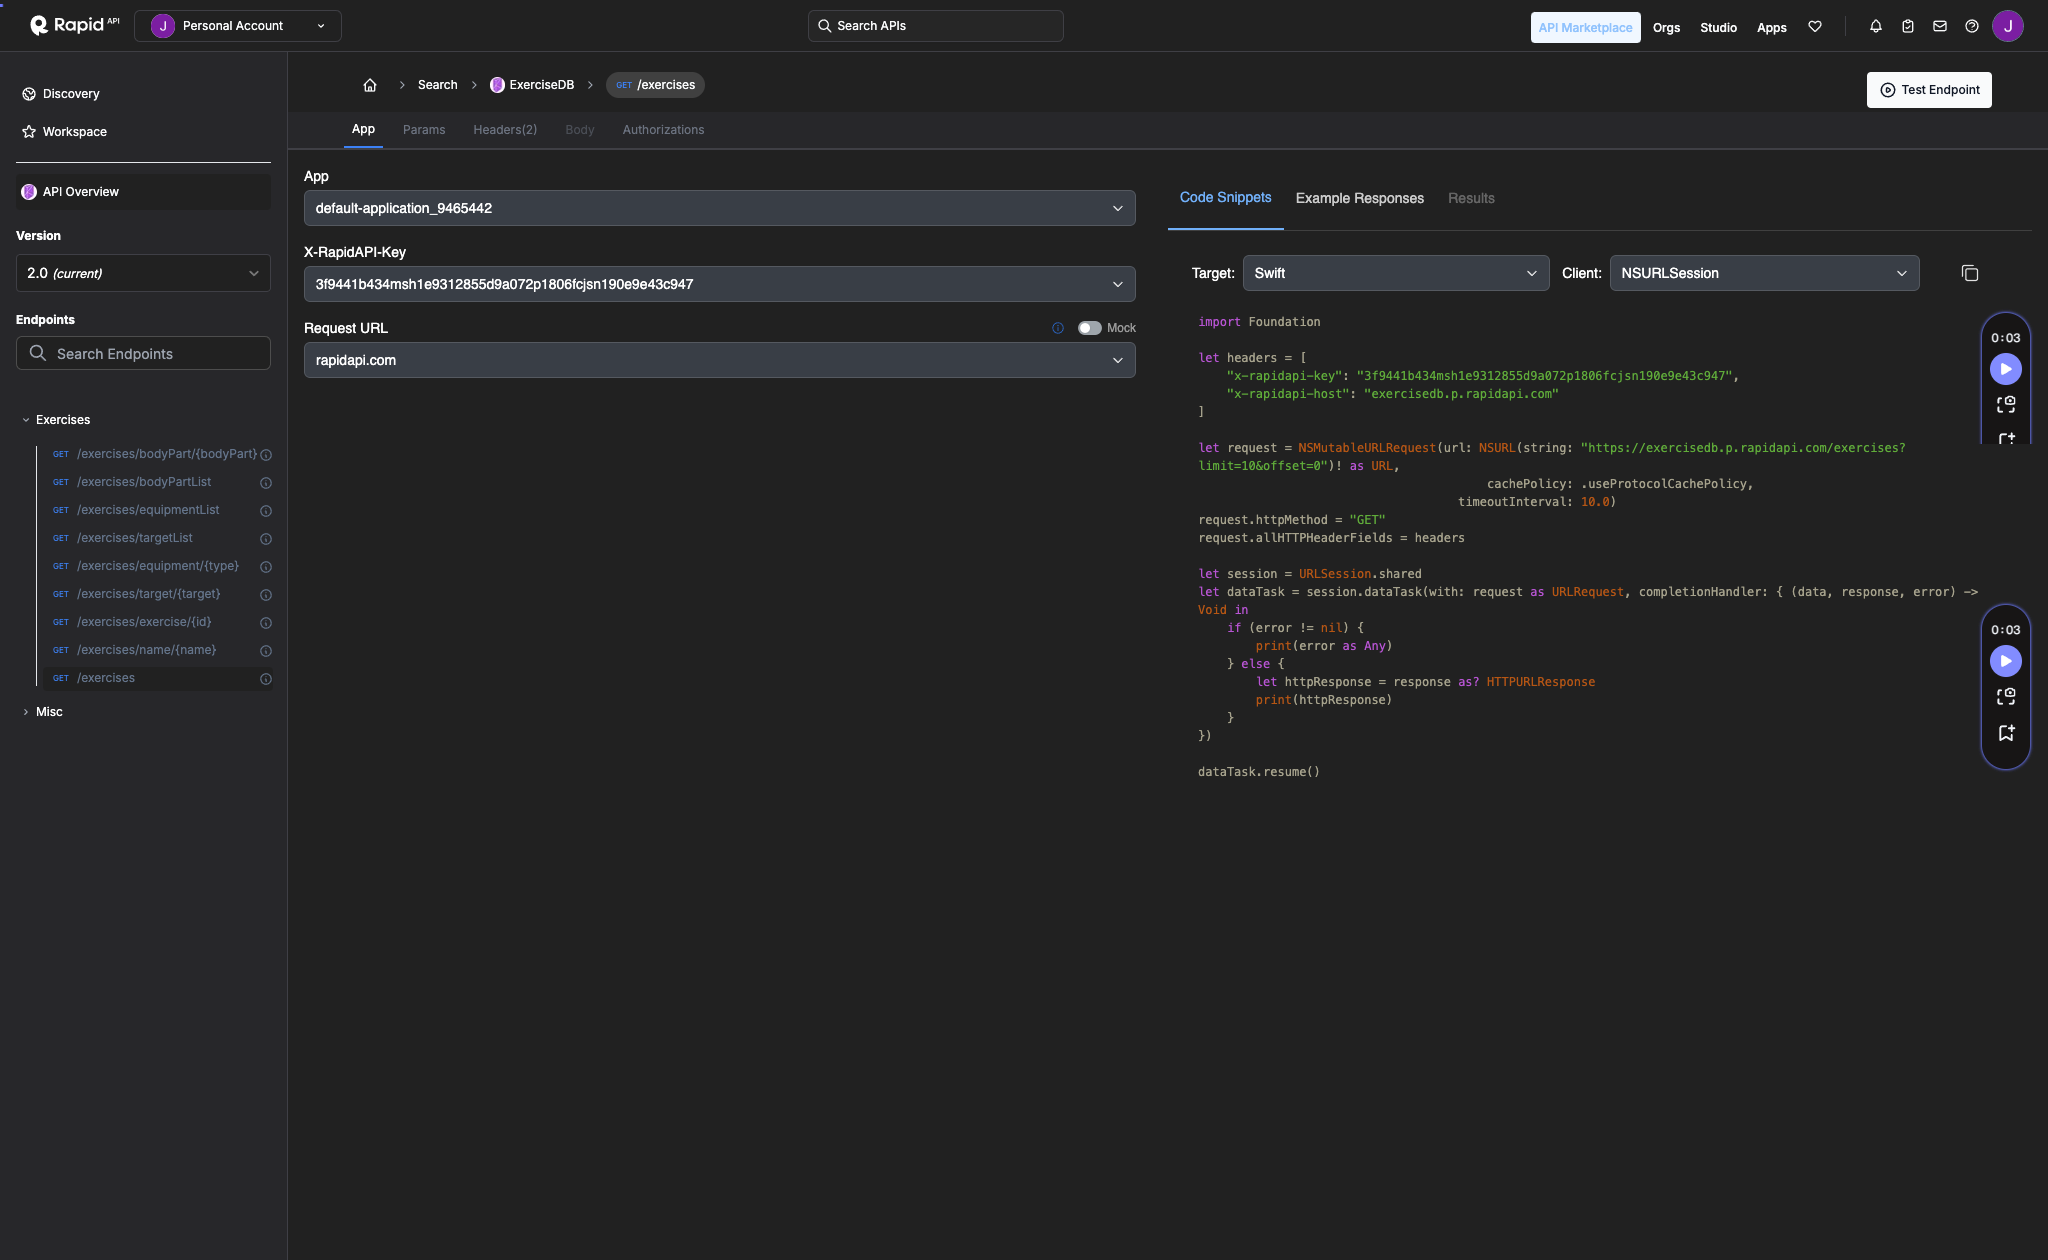 Rapid API
J Personal Account
Search APIs
API Marketplace
Orgs
Studio
Apps
J
Discovery
Workspace
API Overview
Version
2.0 (current)
Endpoints
Search Endpoints
Exercises
GET /exercises/bodyPart/{bodyPart}
GET /exercises/bodyPartList
GET /exercises/equipmentList
GET /exercises/targetList
GET /exercises/equipment/{type}
GET /exercises/target/{target}
GET /exercises/exercise/{id}
GET /exercises/name/{name}
GET /exercises
Misc
Search
ExerciseDB
GET /exercises
Test Endpoint
App
Params
Headers(2)
Body
Authorizations
App
default-application_9465442
X-RapidAPI-Key
3f9441b434msh1e9312855d9a072p1806fcjsn190e9e43c947
Request URL
Mock
rapidapi.com
Code Snippets
Example Responses
Results
Target:
Swift
Client:
NSURLSession
import Foundation
let headers = [
"x-rapidapi-key": "3f9441b434msh1e9312855d9a072p1806fcjsn190e9e43c947",
"x-rapidapi-host": "exercisedb.p.rapidapi.com"
]
let request = NSMutableURLRequest(url: NSURL(string: "https://exercisedb.p.rapidapi.com/exercises?
limit=10&offset=0")! as URL,
cachePolicy: .useProtocolCachePolicy,
timeoutInterval: 10.0)
request.httpMethod = "GET"
request.allHTTPHeaderFields = headers
let session = URLSession.shared
let dataTask = session.dataTask(with: request as URLRequest, completionHandler: { (data, response, error) ->
Void in
if (error != nil) {
print(error as Any)
} else {
let httpResponse = response as? HTTPURLResponse
print(httpResponse)
}
})
dataTask.resume()
0:03
0:03